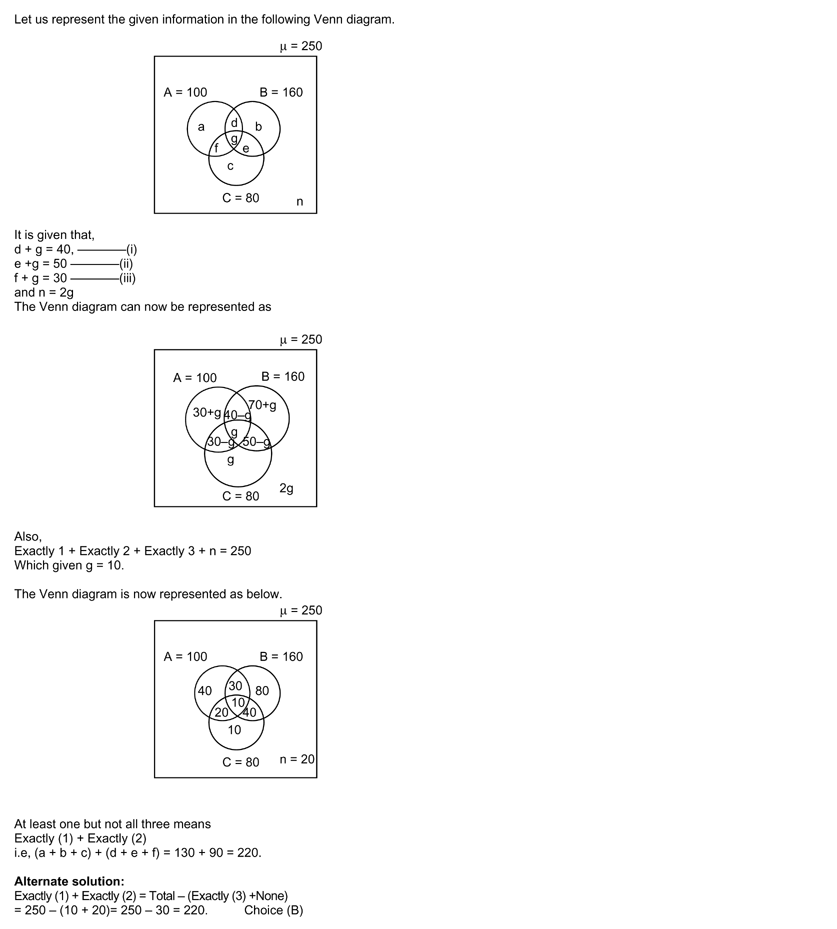 Let us represent the given information in the following Venn diagram.
μ = 250
A = 100 B = 160
a d b
g
f e
c
C = 80 n
It is given that,
d + g = 40, ———(i)
e +g = 50 ———(ii)
f + g = 30 ———(iii)
and n = 2g
The Venn diagram can now be represented as
μ = 250
A = 100 B = 160
30+g 40–g 70+g
g
30–g 50–g
g
2g
C = 80
Also,
Exactly 1 + Exactly 2 + Exactly 3 + n = 250
Which given g = 10.
The Venn diagram is now represented as below.
μ = 250
A = 100 B = 160
40 30 80
10
20 40
10
C = 80 n = 20
At least one but not all three means
Exactly (1) + Exactly (2)
i.e, (a + b + c) + (d + e + f) = 130 + 90 = 220.
Alternate solution:
Exactly (1) + Exactly (2) = Total – (Exactly (3) +None)
= 250 – (10 + 20)= 250 – 30 = 220. Choice (B)